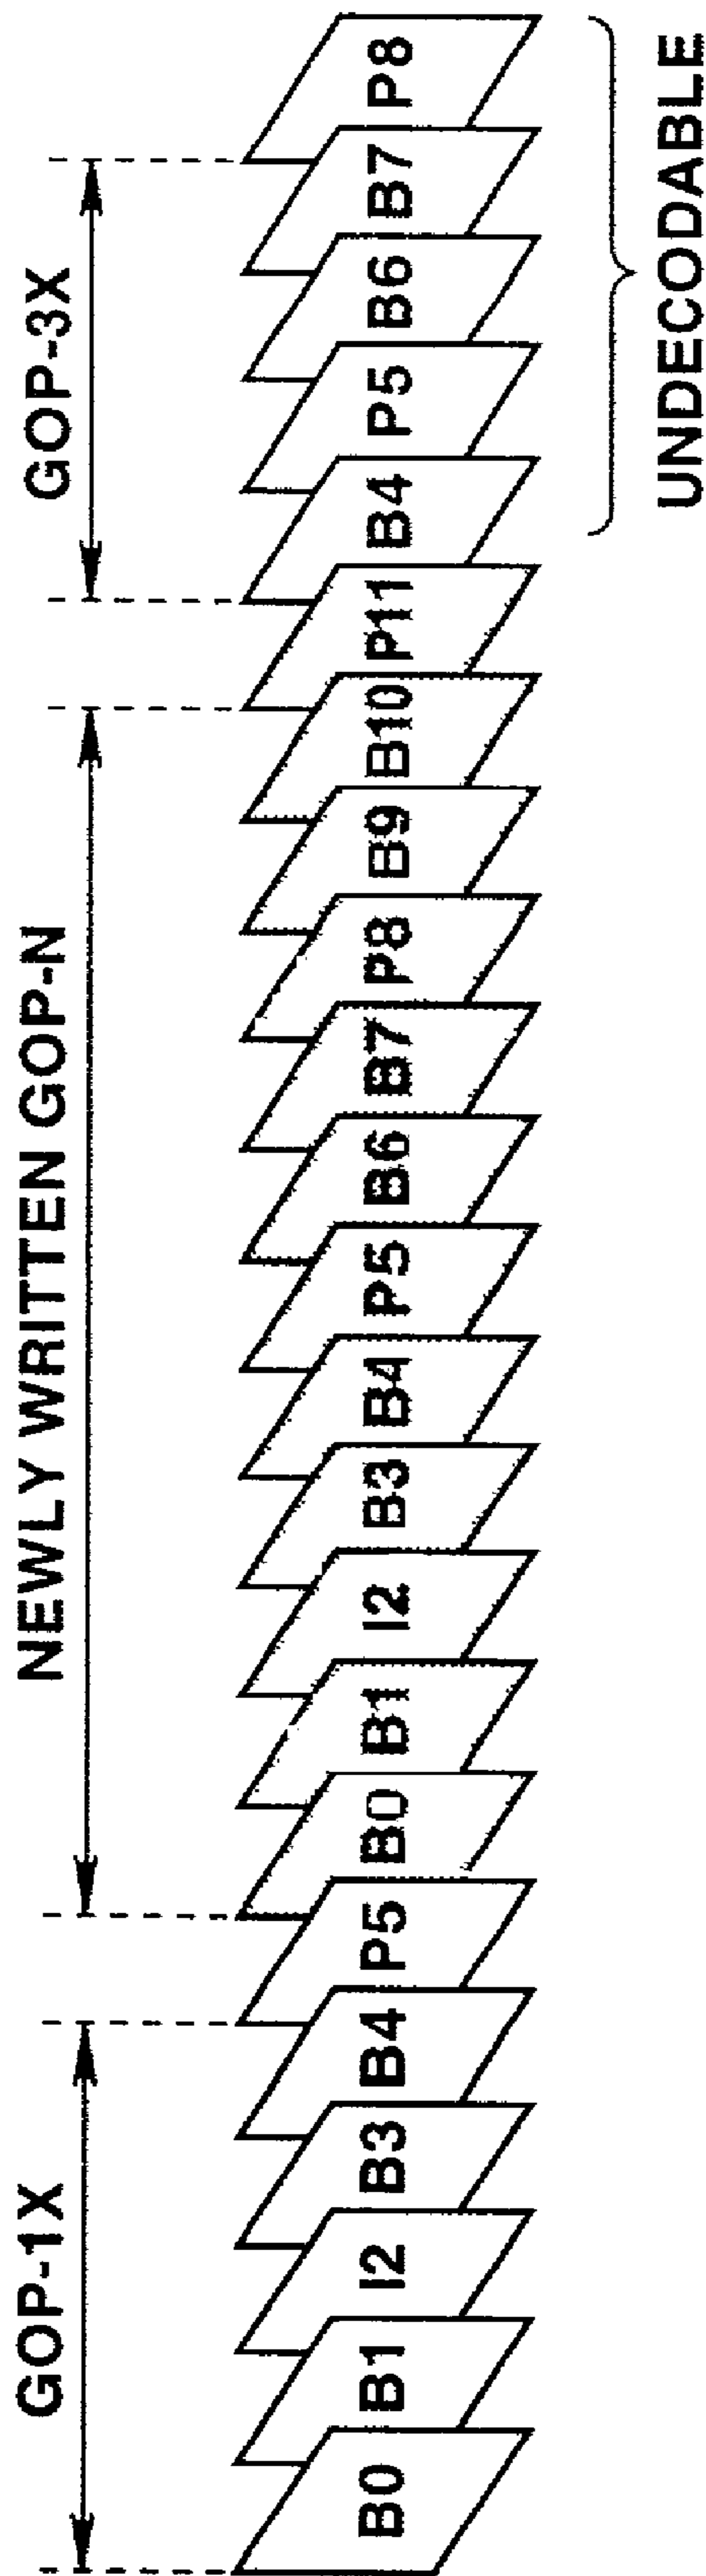 GOP-1X
NEWLY WRITTEN GOP-N
GOP-3X
B0 B1 I2 B3 B4 P5 B0 B1 I2 B3 B4 P5 B6 B7 P8 B9 B10 P11 B4 P5 B6 B7 P8
UNDECODABLE